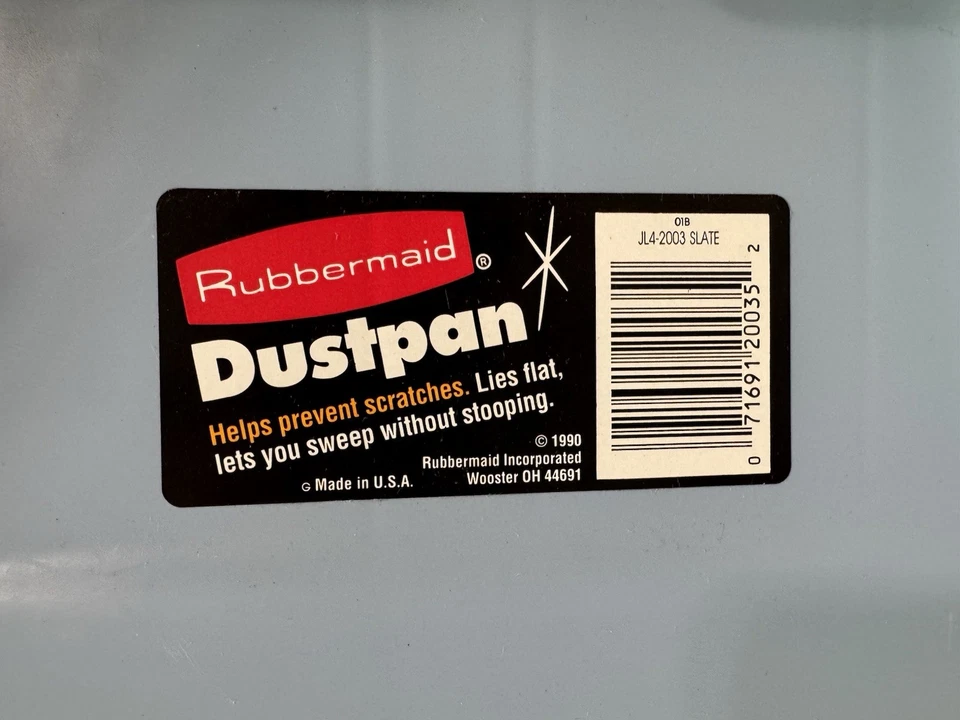 Rubbermaid®
Dustpan
Helps prevent scratches. Lies flat,
lets you sweep without stooping.
© 1990
Rubbermaid Incorporated
G Made in U.S.A.
Wooster OH 44691
01B
JL4-2003 SLATE
0 71691 20035 2